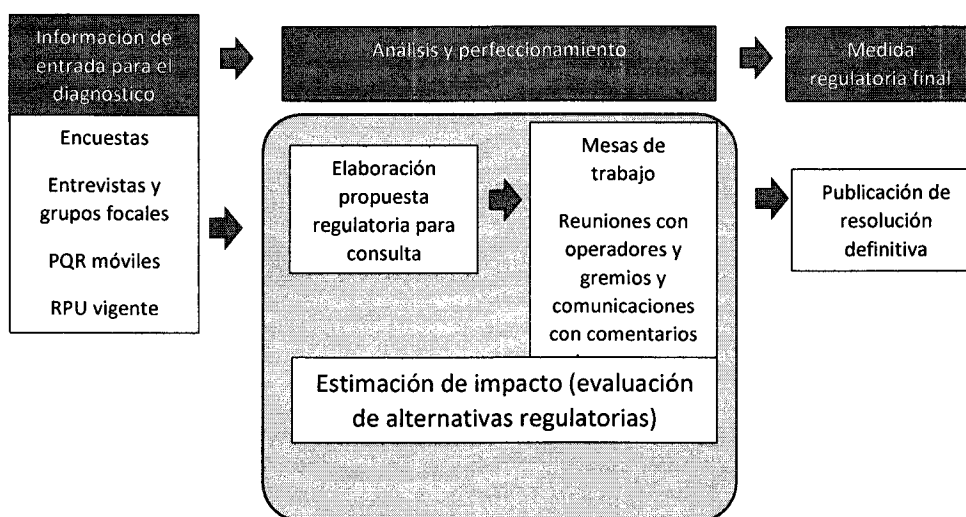 Información de
entrada para el
diagnostico
Análisis y perfeccionamiento
Medida
regulatoria final
Encuestas
Entrevistas y
grupos focales
PQR móviles
RPU vigente
Elaboración
propuesta
regulatoria para
consulta
Mesas de
trabajo
Reuniones con
operadores y
gremios y
comunicaciones
con comentarios
Publicación de
resolución
definitiva
Estimación de impacto (evaluación
de alternativas regulatorias)